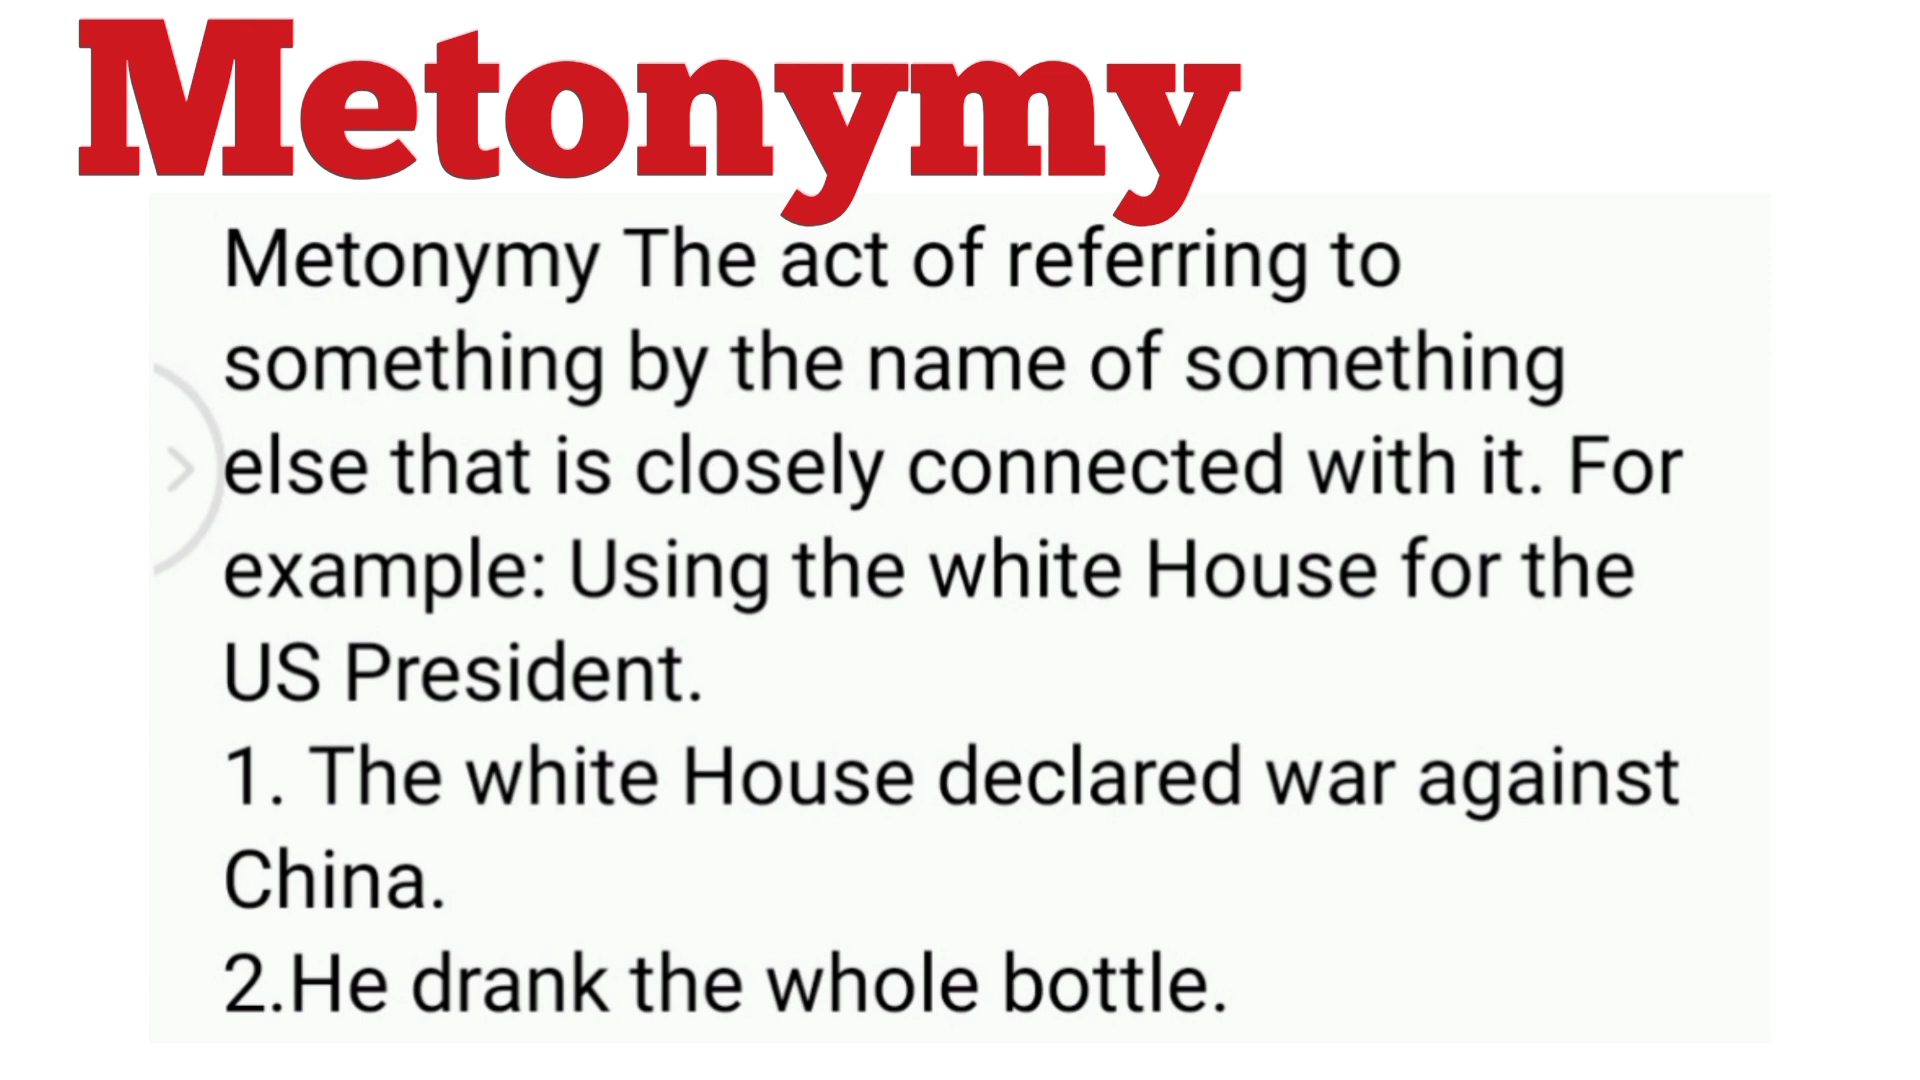 Metonymy
Metonymy The act of referring to
something by the name of something
else that is closely connected with it. For
example: Using the white House for the
US President.
1. The white House declared war against
China.
2.He drank the whole bottle.